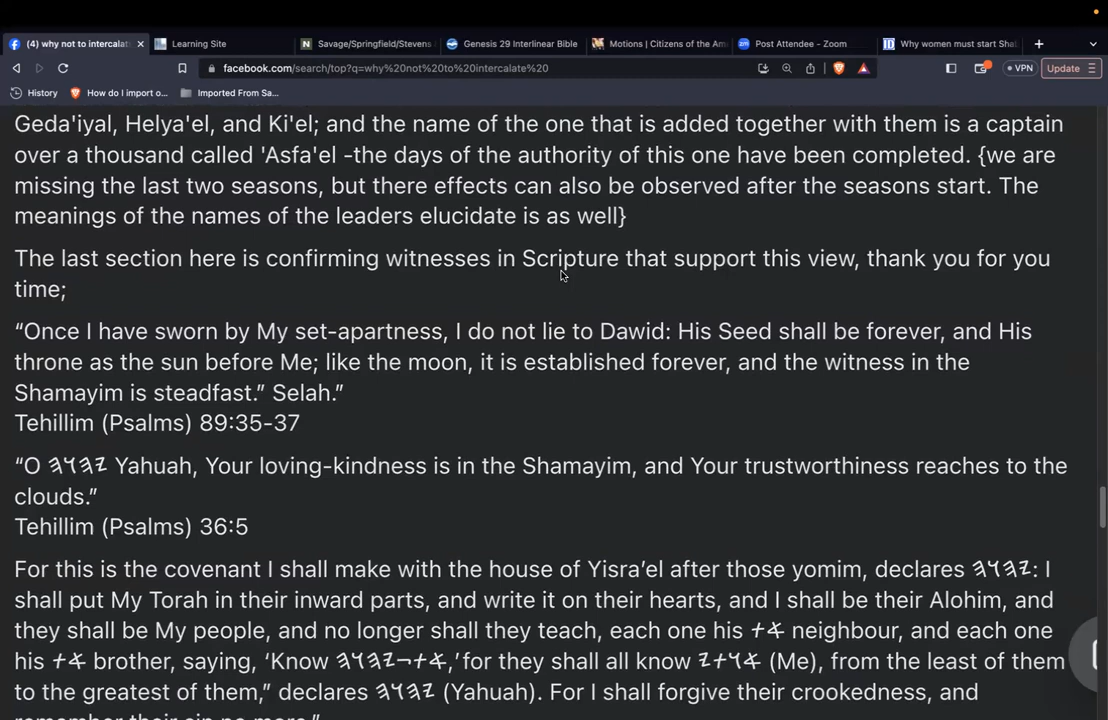 (4) why not to intercalat
Learning Site
Savage/Springfield/Stevens
Genesis 29 Interlinear Bible
Motions | Citizens of the Am
Post Attendee - Zoom
Why women must start Shab
facebook.com/search/top?q=why%20not%20to%20intercalate%20
VPN
Update
History
How do I import o...
Imported From Sa...
Geda'iyal, Helya'el, and Ki'el; and the name of the one that is added together with them is a captain
over a thousand called 'Asfa'el -the days of the authority of this one have been completed. {we are
missing the last two seasons, but there effects can also be observed after the seasons start. The
meanings of the names of the leaders elucidate is as well}
The last section here is confirming witnesses in Scripture that support this view, thank you for you
time;
“Once I have sworn by My set-apartness, I do not lie to Dawid: His Seed shall be forever, and His
throne as the sun before Me; like the moon, it is established forever, and the witness in the
Shamayim is steadfast.” Selah.”
Tehillim (Psalms) 89:35-37
“O 𐤉𐤄𐤅𐤄 Yahuah, Your loving-kindness is in the Shamayim, and Your trustworthiness reaches to the
clouds.”
Tehillim (Psalms) 36:5
For this is the covenant I shall make with the house of Yisra’el after those yomim, declares 𐤉𐤄𐤅𐤄: I
shall put My Torah in their inward parts, and write it on their hearts, and I shall be their Alohim, and
they shall be My people, and no longer shall they teach, each one his 𐤀𐤕 neighbour, and each one
his 𐤀𐤕 brother, saying, ‘Know 𐤀𐤕-𐤉𐤄𐤅𐤄,’ for they shall all know 𐤀𐤅𐤕𐤉 (Me), from the least of them
to the greatest of them,” declares 𐤉𐤄𐤅𐤄 (Yahuah). For I shall forgive their crookedness, and
remember their sin no more.”